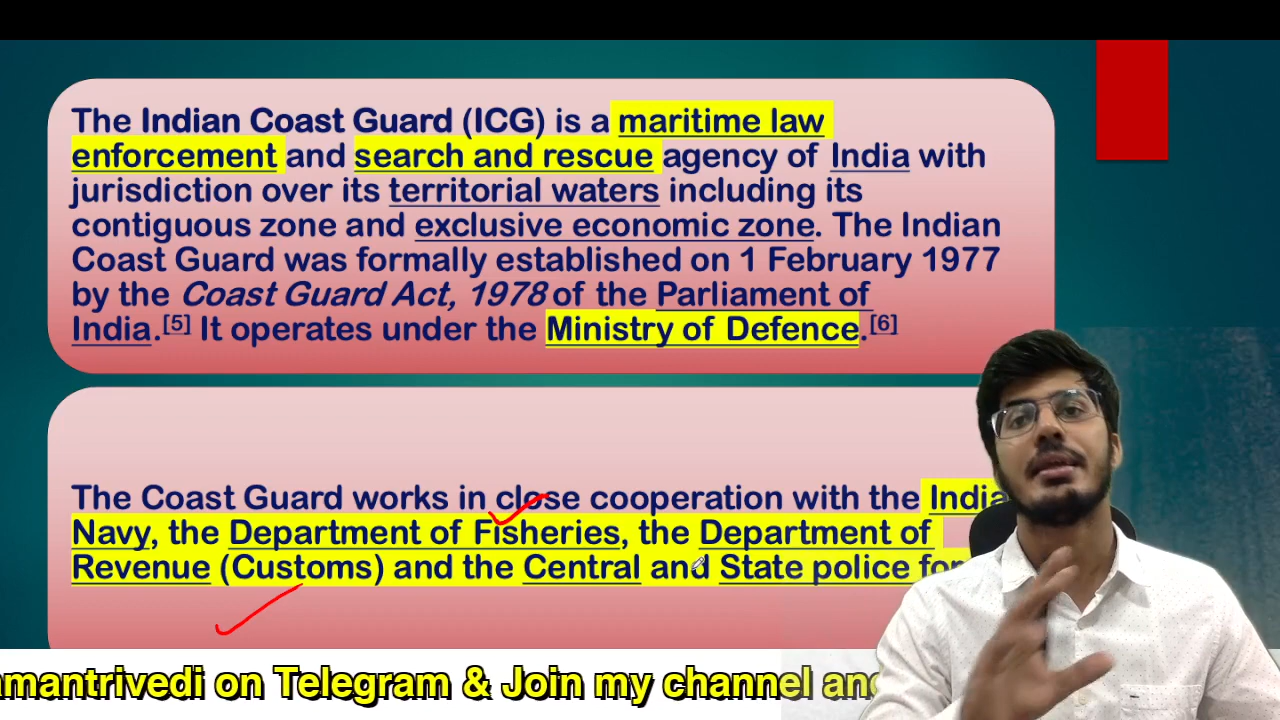 The Indian Coast Guard (ICG) is a maritime law
enforcement and search and rescue agency of India with
jurisdiction over its territorial waters including its
contiguous zone and exclusive economic zone. The Indian
Coast Guard was formally established on 1 February 1977
by the Coast Guard Act, 1978 of the Parliament of
India.[5] It operates under the Ministry of Defence.[6]
The Coast Guard works in close cooperation with the
Navy, the Department of Fisheries, the Department of
Revenue (Customs) and the Central and State police
on Telegram & Join my channel